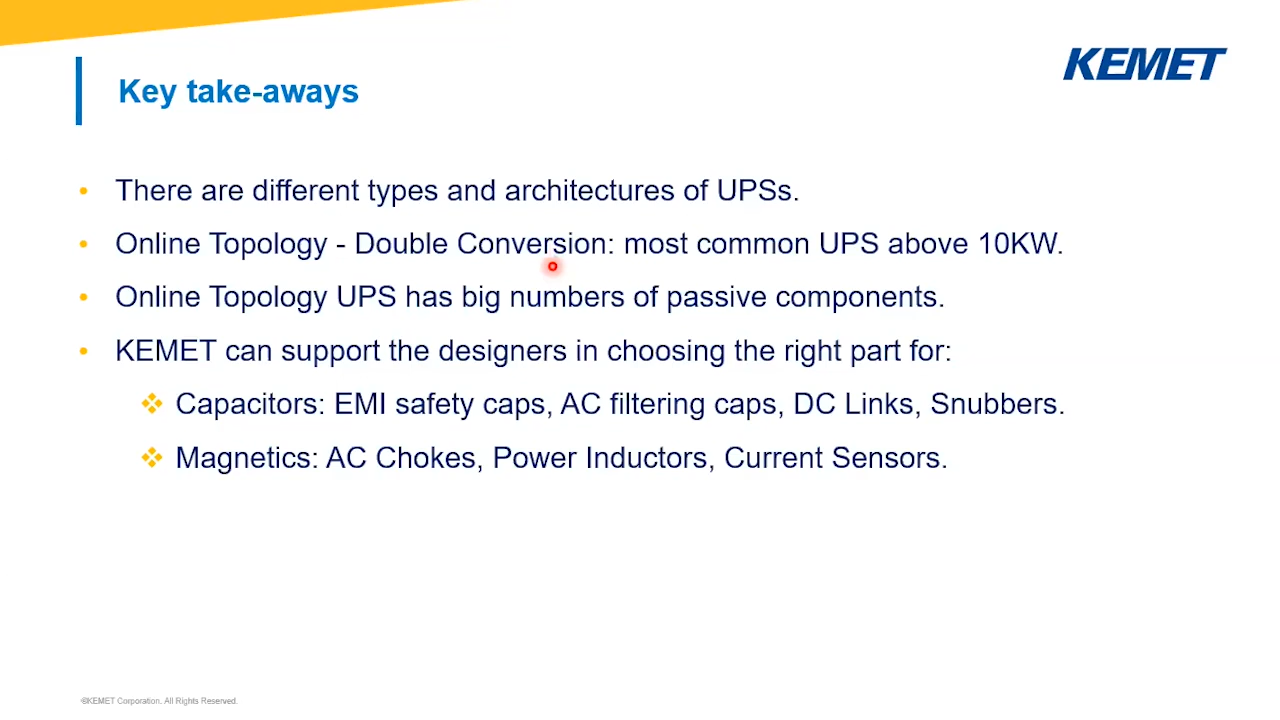 KEMET
Key take-aways
• There are different types and architectures of UPSs.
• Online Topology - Double Conversion: most common UPS above 10KW.
• Online Topology UPS has big numbers of passive components.
• KEMET can support the designers in choosing the right part for:
❖ Capacitors: EMI safety caps, AC filtering caps, DC Links, Snubbers.
❖ Magnetics: AC Chokes, Power Inductors, Current Sensors.
©KEMET Corporation. All Rights Reserved.